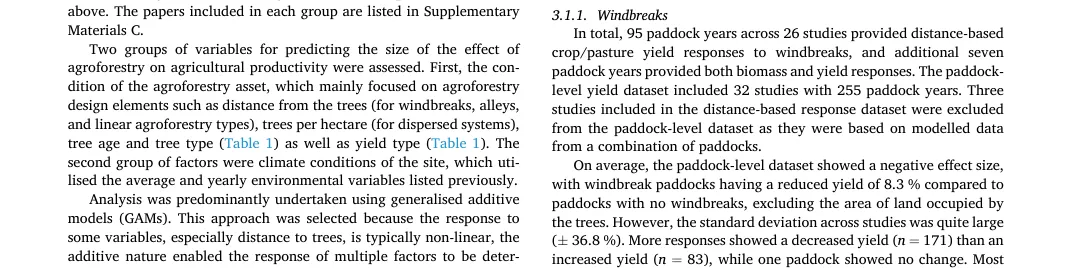 above. The papers included in each group are listed in Supplementary
Materials C.
Two groups of variables for predicting the size of the effect of
agroforestry on agricultural productivity were assessed. First, the con-
dition of the agroforestry asset, which mainly focused on agroforestry
design elements such as distance from the trees (for windbreaks, alleys,
and linear agroforestry types), trees per hectare (for dispersed systems),
tree age and tree type (Table 1) as well as yield type (Table 1). The
second group of factors were climate conditions of the site, which uti-
lised the average and yearly environmental variables listed previously.
Analysis was predominantly undertaken using generalised additive
models (GAMs). This approach was selected because the response to
some variables, especially distance to trees, is typically non-linear, the
additive nature enabled the response of multiple factors to be deter-
3.1.1. Windbreaks
In total, 95 paddock years across 26 studies provided distance-based
crop/pasture yield responses to windbreaks, and additional seven
paddock years provided both biomass and yield responses. The paddock-
level yield dataset included 32 studies with 255 paddock years. Three
studies included in the distance-based response dataset were excluded
from the paddock-level dataset as they were based on modelled data
from a combination of paddocks.
On average, the paddock-level dataset showed a negative effect size,
with windbreak paddocks having a reduced yield of 8.3 % compared to
paddocks with no windbreaks, excluding the area of land occupied by
the trees. However, the standard deviation across studies was quite large
(± 36.8 %). More responses showed a decreased yield (n = 171) than an
increased yield (n = 83), while one paddock showed no change. Most